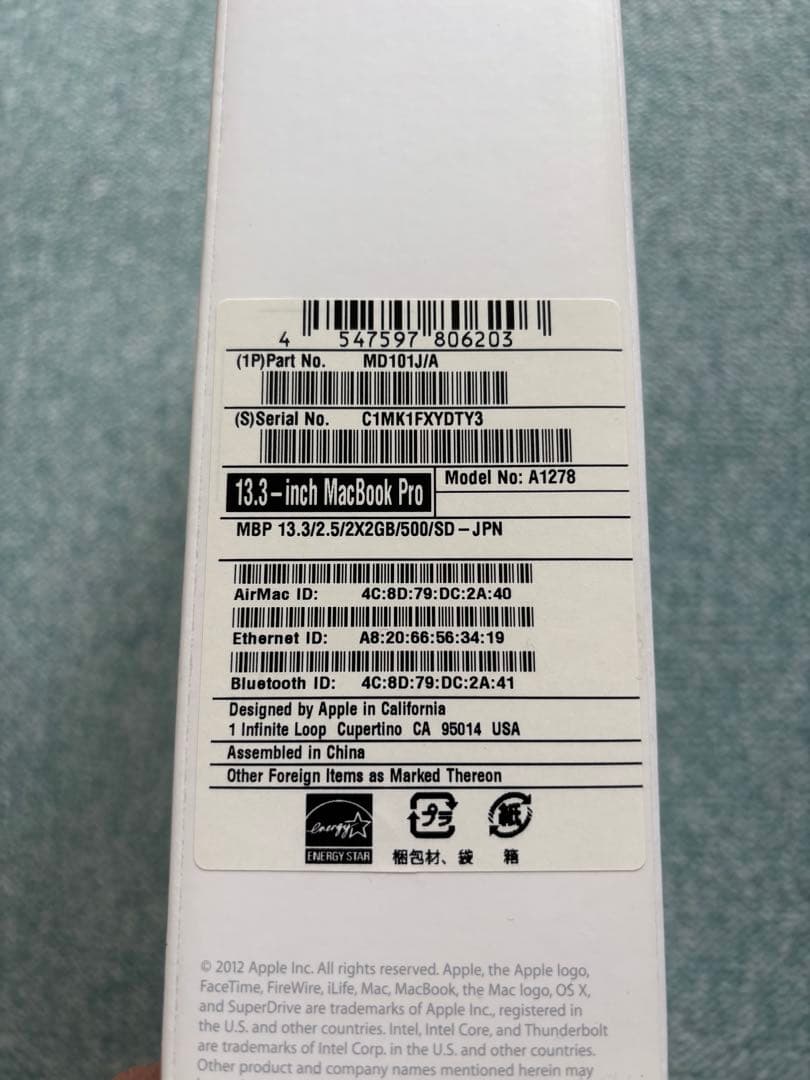 4 547597 806203
(1P)Part No. MD101J/A
(S)Serial No. C1MK1FXYDTY3
13.3-inch MacBook Pro
Model No: A1278
MBP 13.3/2.5/2X2GB/500/SD-JPN
AirMac ID: 4C:8D:79:DC:2A:40
Ethernet ID: A8:20:66:56:34:19
Bluetooth ID: 4C:8D:79:DC:2A:41
Designed by Apple in California
1 Infinite Loop Cupertino CA 95014 USA
Assembled in China
Other Foreign Items as Marked Thereon
energy プラ 紙
ENERGY STAR 梱包材、袋 箱
© 2012 Apple Inc. All rights reserved. Apple, the Apple logo,
FaceTime, FireWire, iLife, Mac, MacBook, the Mac logo, OS X,
and SuperDrive are trademarks of Apple Inc., registered in
the U.S. and other countries. Intel, Intel Core, and Thunderbolt
are trademarks of Intel Corp. in the U.S. and other countries.
Other product and company names mentioned herein may